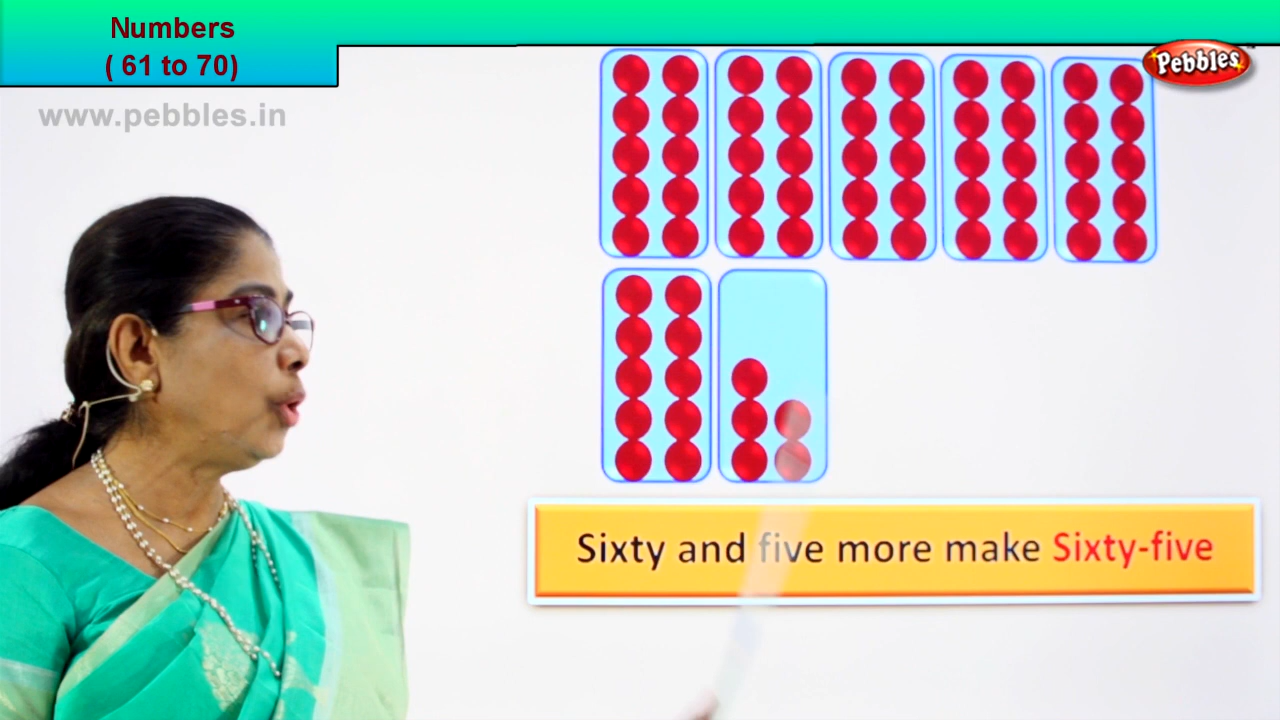 Numbers
( 61 to 70)
Pebbles
www.pebbles.in
Sixty and five more make Sixty-five